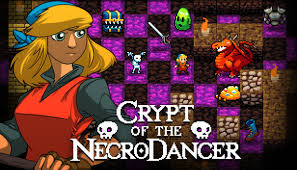 CRYPT
OF THE
NECRODANCER